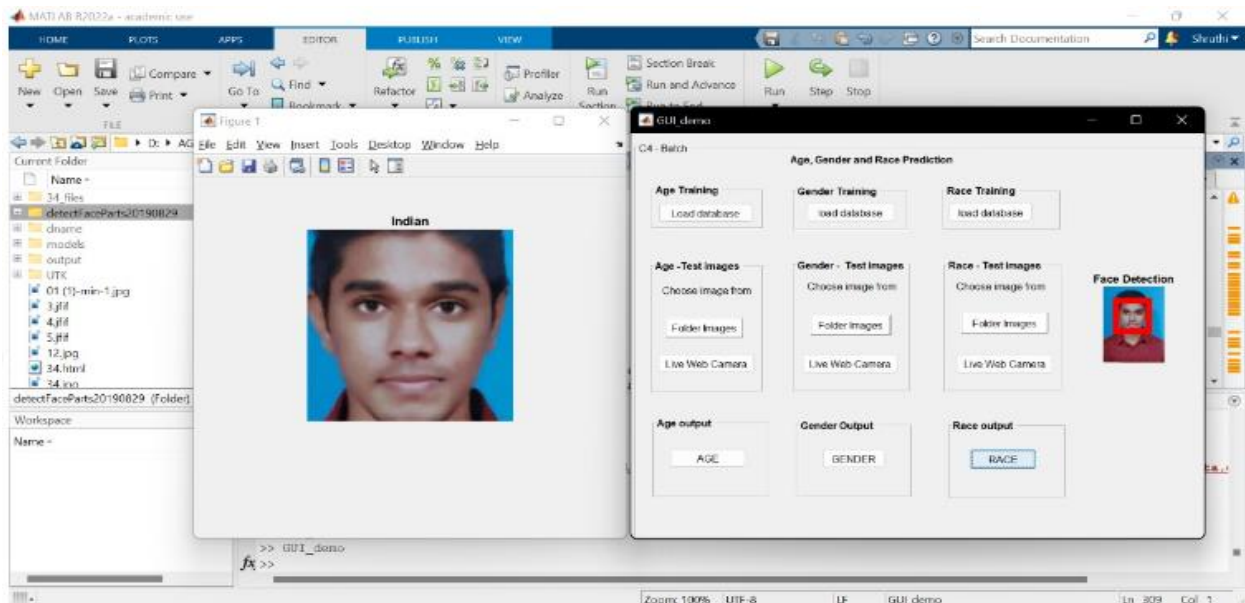 MATLAB R2022a - academic use
HOME PLOTS APPS EDITOR PUBLISH VIEW Search Documentation Shruthi
New Open Save Compare Print Go To Find Bookmark Refactor Profiler Analyze Run Section Section Break Run and Advance Run to End Run Step Stop
FILE
D: AG
Current Folder
Name
34_files
detectFaceParts20190829
dname
models
output
UTK
01 (1)-min-1.jpg
3.jfif
4.jfif
5.jfif
12.jpg
34.html
detectFaceParts20190829 (Folder)
Workspace
Name
Figure 1
File Edit View Insert Tools Desktop Window Help
Indian
GUI_demo
C4 - Batch
Age, Gender and Race Prediction
Age Training Gender Training Race Training
Load database load database load database
Age -Test images Gender - Test images Race - Test images
Choose image from Choose image from Choose image from
Folder Images Folder Images Folder Images
Live Web Camera Live Web Camera Live Web Camera
Face Detection
Age output Gender Output Race output
AGE GENDER RACE
>> GUI_demo
fx >>
Zoom: 100% UTF-8 LF GUI_demo Ln 309 Col 1